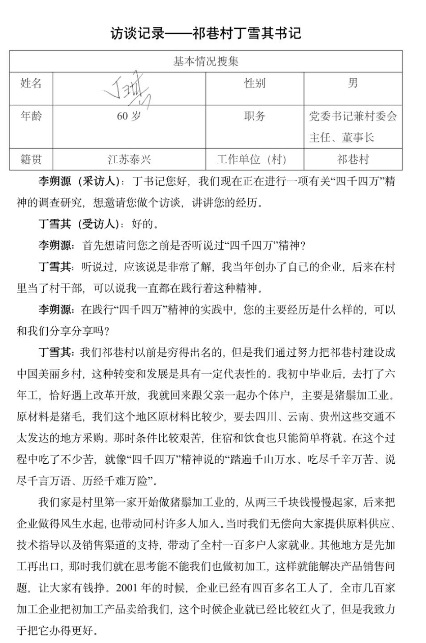 访谈记录——祁巷村丁雪其书记
基本情况搜集
姓名 丁雪其 性别 男
年龄 60 岁 职务 党委书记兼村委会
主任、董事长
籍贯 江苏泰兴 工作单位（村） 祁巷村
李朔源（采访人）：丁书记您好，我们现在正在进行一项有关“四千四万”精
神的调查研究，想邀请您做个访谈，讲讲您的经历。
丁雪其（受访人）：好的。
李朔源：首先想请问您之前是否听说过“四千四万”精神？
丁雪其：听说过，应该说是非常了解，我当年创办了自己的企业，后来在村
里当了村干部，可以说我一直都在践行着这种精神。
李朔源：在践行“四千四万”精神的实践中，您的主要经历是什么样的，可以
和我们分享分享吗？
丁雪其：我们祁巷村以前是穷得出名的，但是我们通过努力把祁巷村建设成
中国美丽乡村，这种转变和发展是具有一定代表性的。我初中毕业后，去打了六
年工，恰好遇上改革开放，我就回来跟父亲一起办个体户，主要是猪鬃加工业。
原材料是猪毛，我们这个地区原材料比较少，要去四川、云南、贵州这些交通不
太发达的地方采购。那时条件比较艰苦，住宿和饮食也只能简单将就。在这个过
程中吃了不少苦，就像“四千四万”精神说的“踏遍千山万水、吃尽千辛万苦、说
尽千言万语、历经千难万险”。
我们家是村里第一家开始做猪鬃加工业的，从两三千块钱慢慢起家，后来把
企业做得风生水起，也带动同村许多人加入。当时我们无偿向大家提供原料供应、
技术指导以及销售渠道的支持，带动了全村一百多户人家就业。其他地方是先加
工再出口，那时我们就在思考能不能我们也做初加工，这样就能解决产品销售问
题，让大家有钱挣。2001 年的时候，企业已经有四百多名工人了，全市几百家
加工企业把初加工产品卖给我们，这个时候企业就已经比较红火了，但是我致力
于把它办得更好。